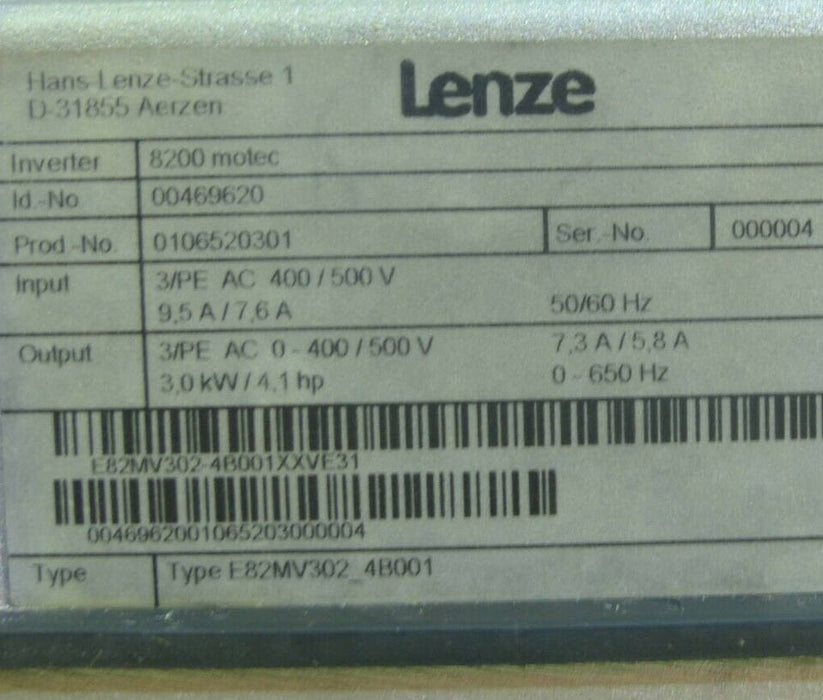 Hans-Lenze-Strasse 1
D-31855 Aerzen
Lenze
Inverter 8200 motec
Id.-No 00469620
Prod.-No. 0106520301 Ser.-No. 000004
Input 3/PE AC 400 / 500 V
9,5 A / 7,6 A 50/60 Hz
Output 3/PE AC 0 - 400 / 500 V 7,3 A / 5,8 A
3,0 kW / 4,1 hp 0 - 650 Hz
E82MV302-4B001XXVE31
0046962001065203000004
Type Type E82MV302_4B001